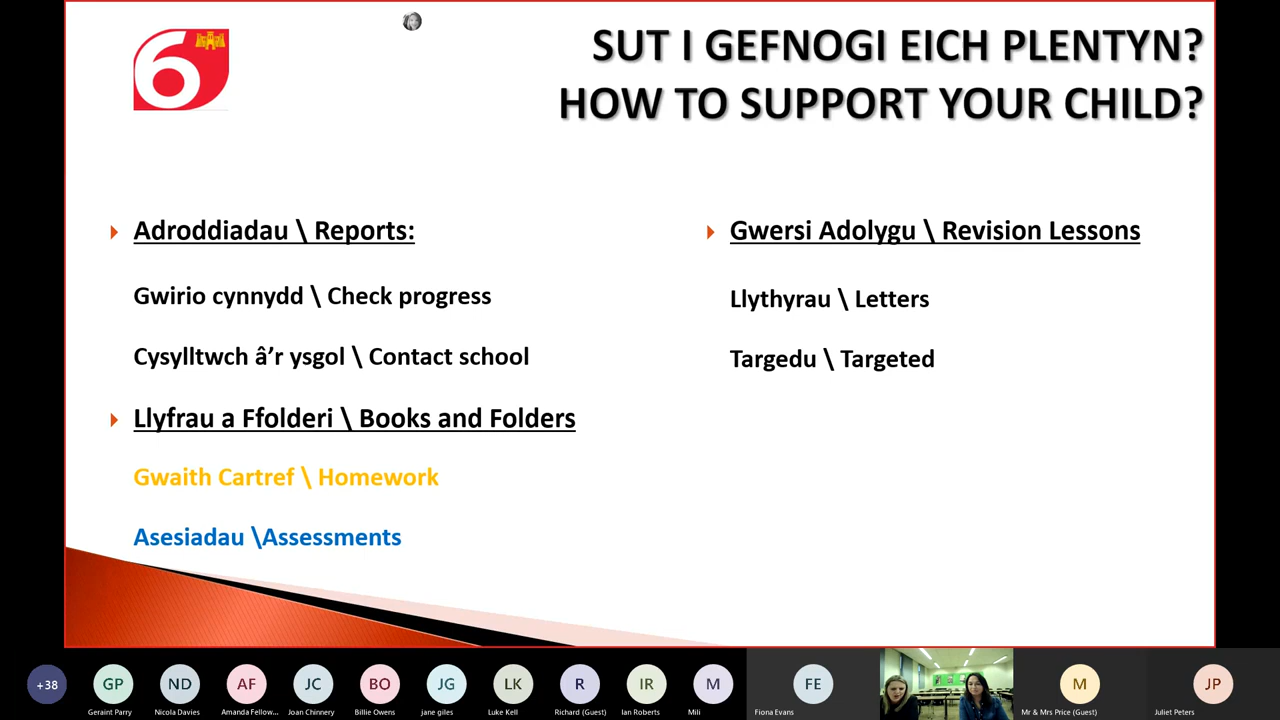 6
SUT I GEFNOGI EICH PLENTYN?
HOW TO SUPPORT YOUR CHILD?
Adroddiadau \ Reports:
Gwirio cynnydd \ Check progress
Cysylltwch â’r ysgol \ Contact school
Llyfrau a Ffolderi \ Books and Folders
Gwaith Cartref \ Homework
Asesiadau \Assessments
Gwersi Adolygu \ Revision Lessons
Llythyrau \ Letters
Targedu \ Targeted
+38
GP
ND
AF
JC
BO
JG
LK
R
IR
M
FE
M
JP
Geraint Parry
Nicola Davies
Amanda Fellow...
Joan Chinnery
Billie Owens
jane giles
Luke Kell
Richard (Guest)
Ian Roberts
Mili
Fiona Evans
Mr & Mrs Price (Guest)
Juliet Peters